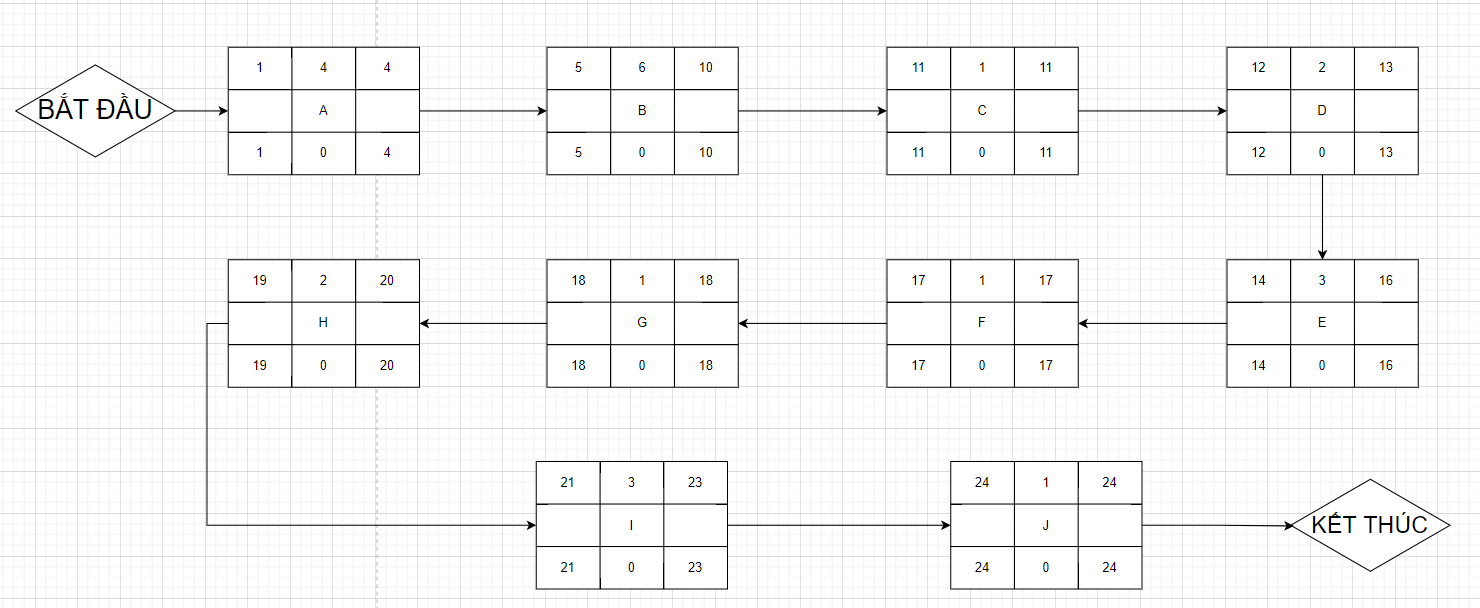 BẮT ĐẦU
1 4 4
A
1 0 4
5 6 10
B
5 0 10
11 1 11
C
11 0 11
12 2 13
D
12 0 13
14 3 16
E
14 0 16
17 1 17
F
17 0 17
18 1 18
G
18 0 18
19 2 20
H
19 0 20
21 3 23
I
21 0 23
24 1 24
J
24 0 24
KẾT THÚC